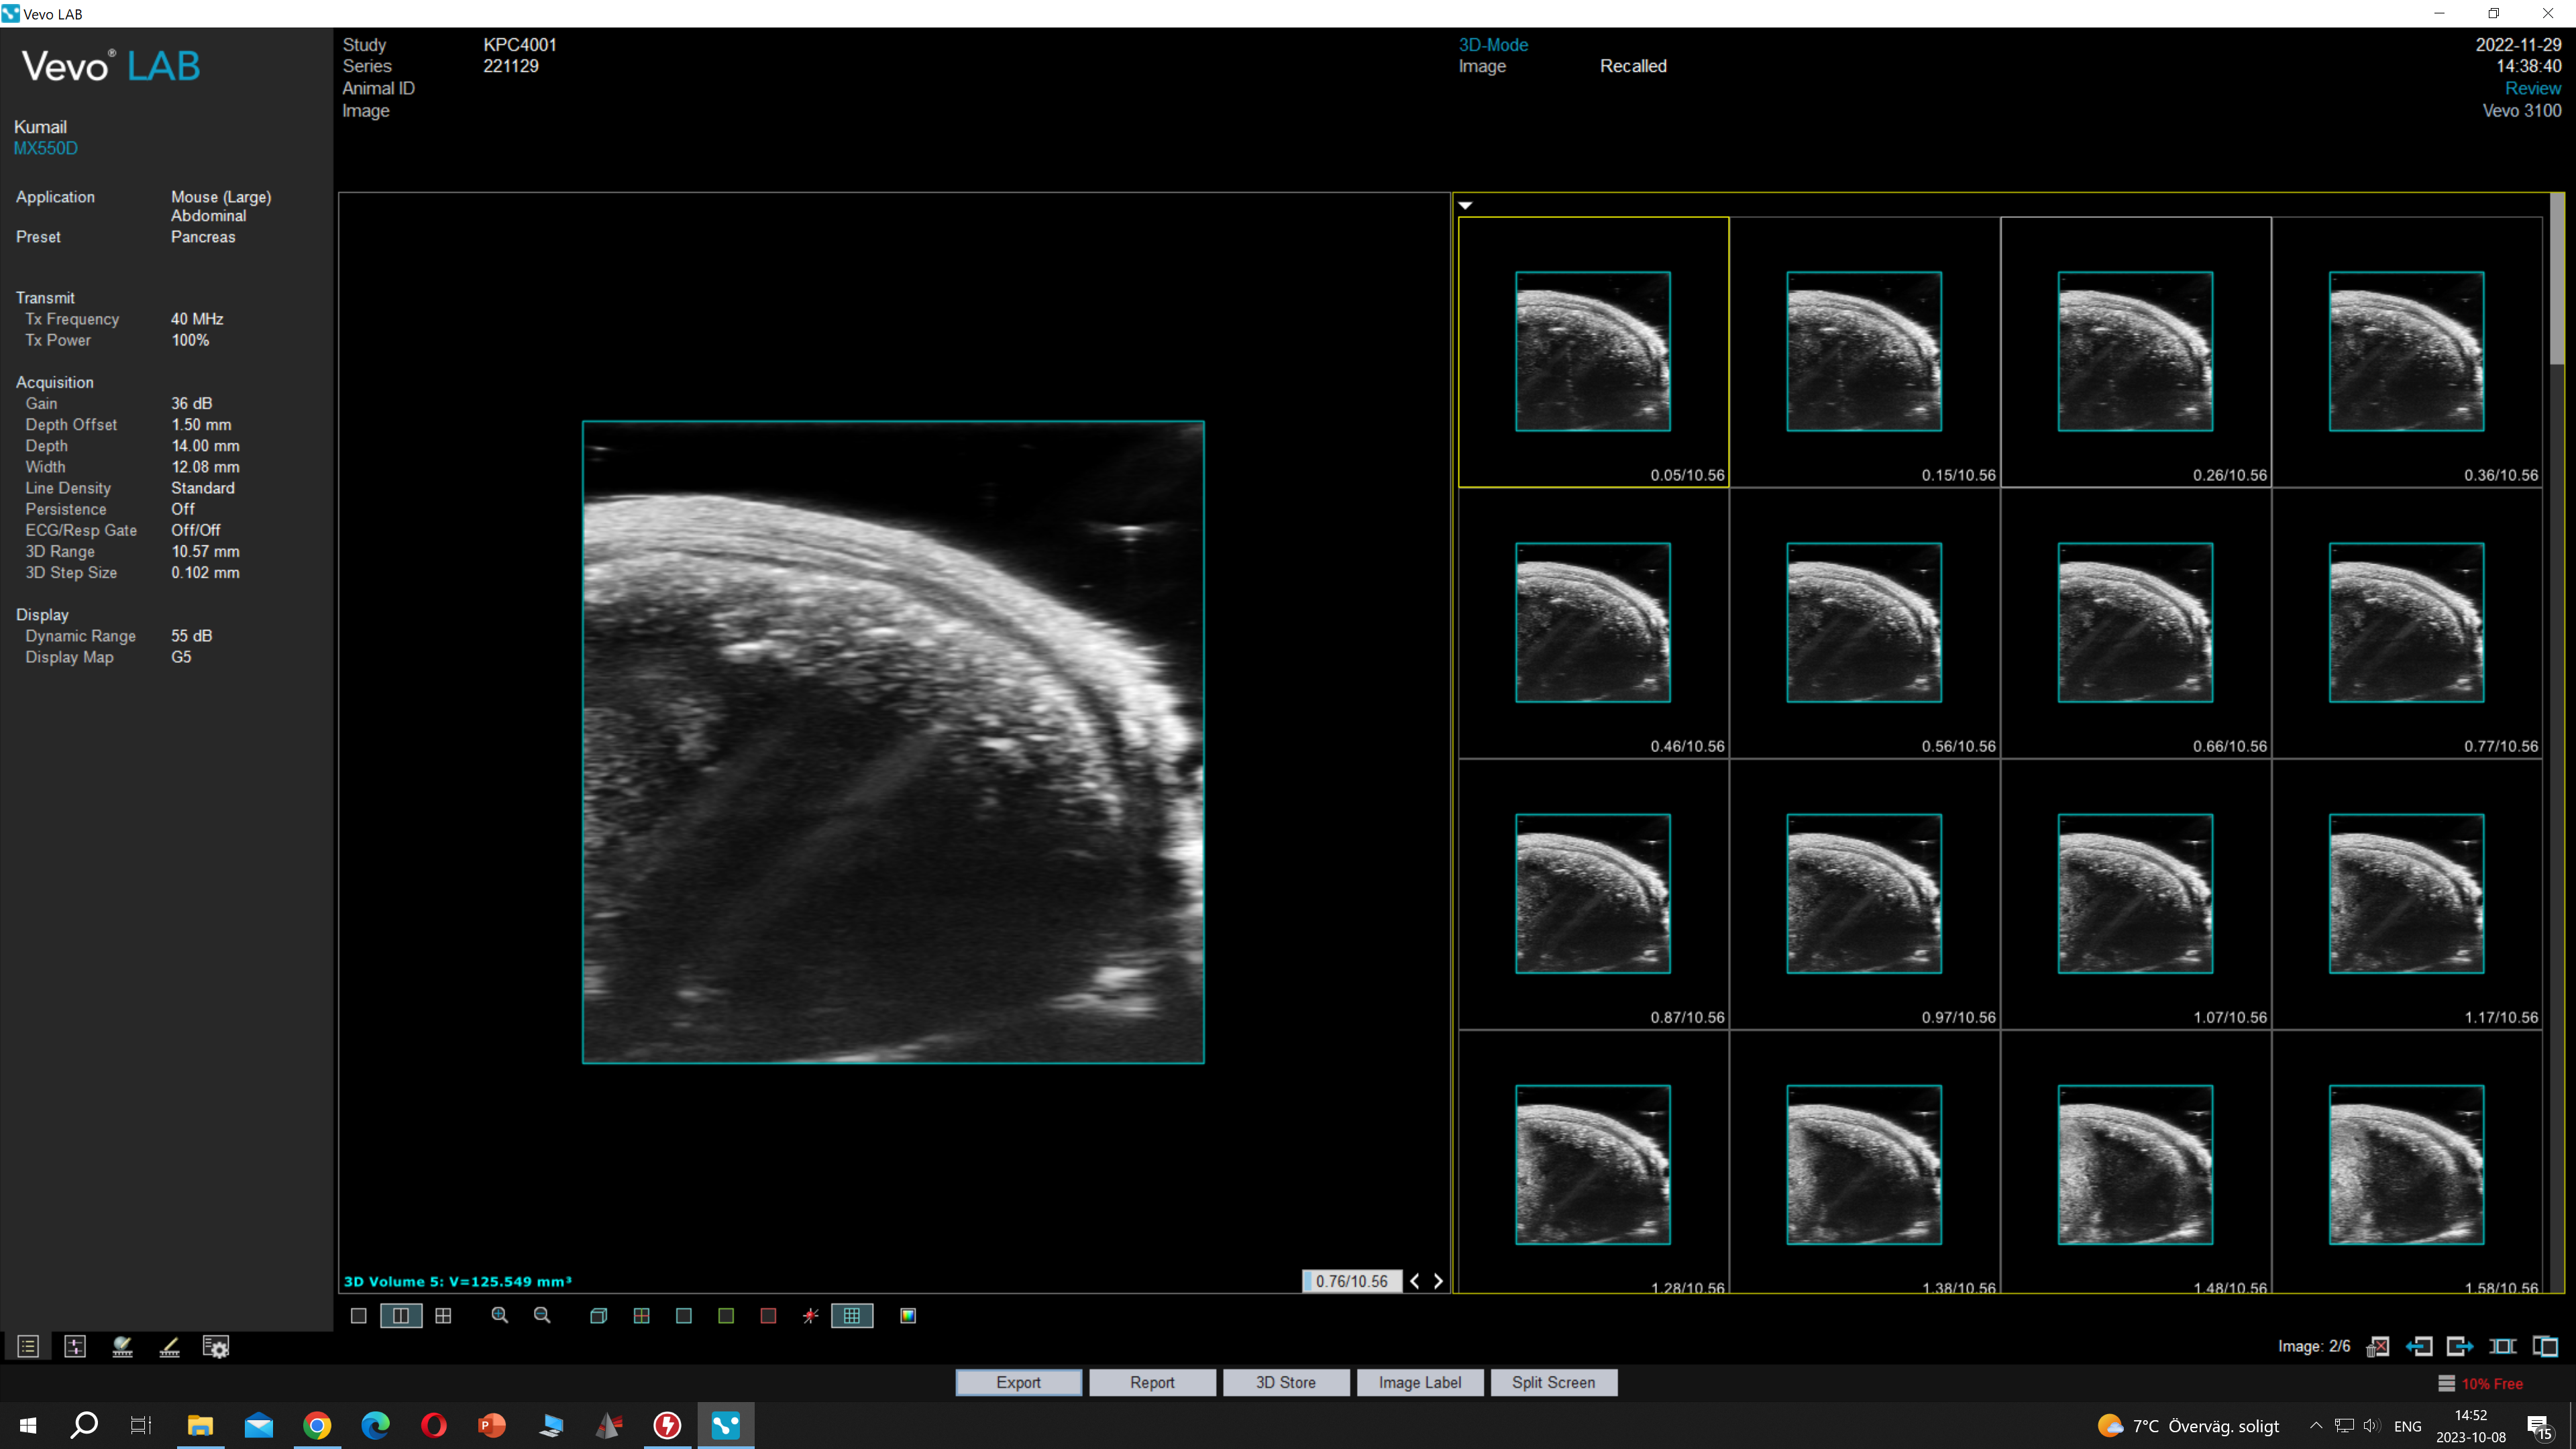 Vevo LAB
Vevo® LAB
Kumail
MX550D
Application Mouse (Large)
Abdominal
Preset Pancreas
Transmit
Tx Frequency 40 MHz
Tx Power 100%
Acquisition
Gain 36 dB
Depth Offset 1.50 mm
Depth 14.00 mm
Width 12.08 mm
Line Density Standard
Persistence Off
ECG/Resp Gate Off/Off
3D Range 10.57 mm
3D Step Size 0.102 mm
Display
Dynamic Range 55 dB
Display Map G5
Study KPC4001
Series 221129
Animal ID
Image
3D-Mode
Image Recalled
2022-11-29
14:38:40
Review
Vevo 3100
3D Volume 5: V=125.549 mm³
0.76/10.56
0.05/10.56 0.15/10.56 0.26/10.56 0.36/10.56
0.46/10.56 0.56/10.56 0.66/10.56 0.77/10.56
0.87/10.56 0.97/10.56 1.07/10.56 1.17/10.56
1.28/10.56 1.38/10.56 1.48/10.56 1.58/10.56
Image: 2/6
Export Report 3D Store Image Label Split Screen
10% Free
7°C Överväg. soligt
ENG
14:52
2023-10-08
15